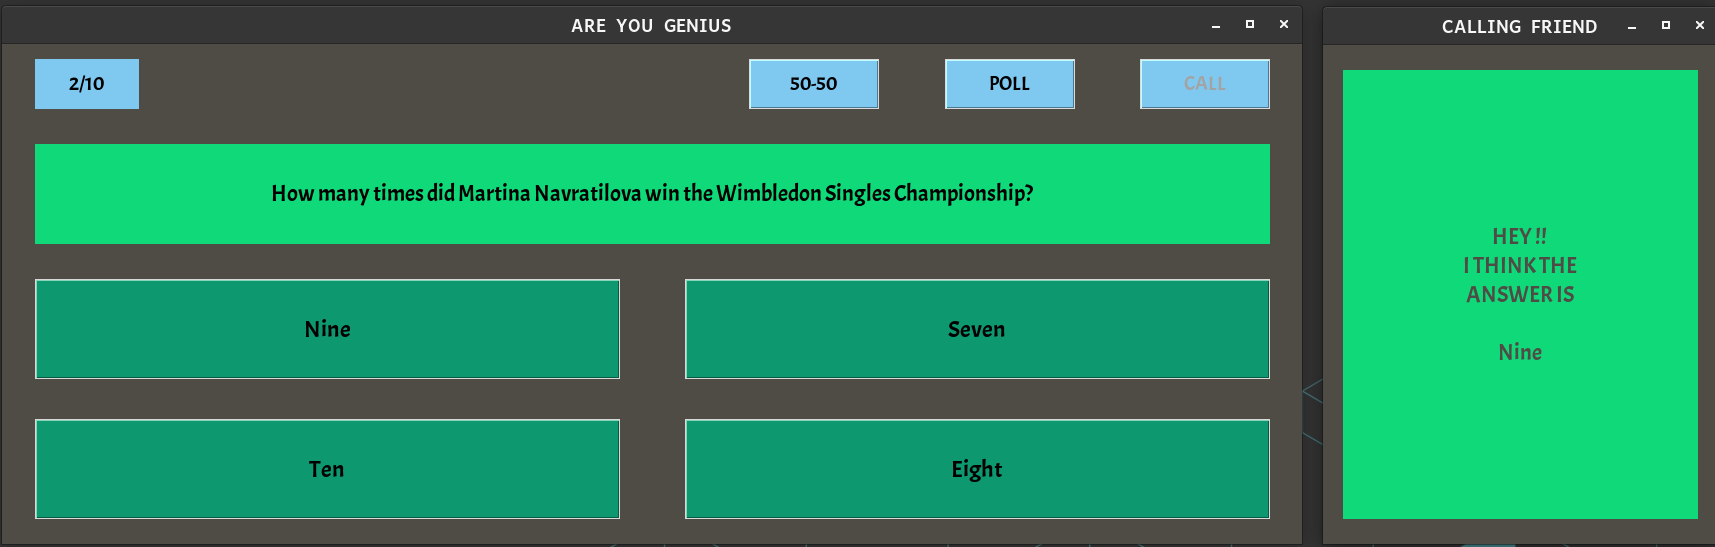 ARE YOU GENIUS
2/10
50-50
POLL
CALL
How many times did Martina Navratilova win the Wimbledon Singles Championship?
Nine
Seven
Ten
Eight
CALLING FRIEND
HEY !!
I THINK THE
ANSWER IS
Nine